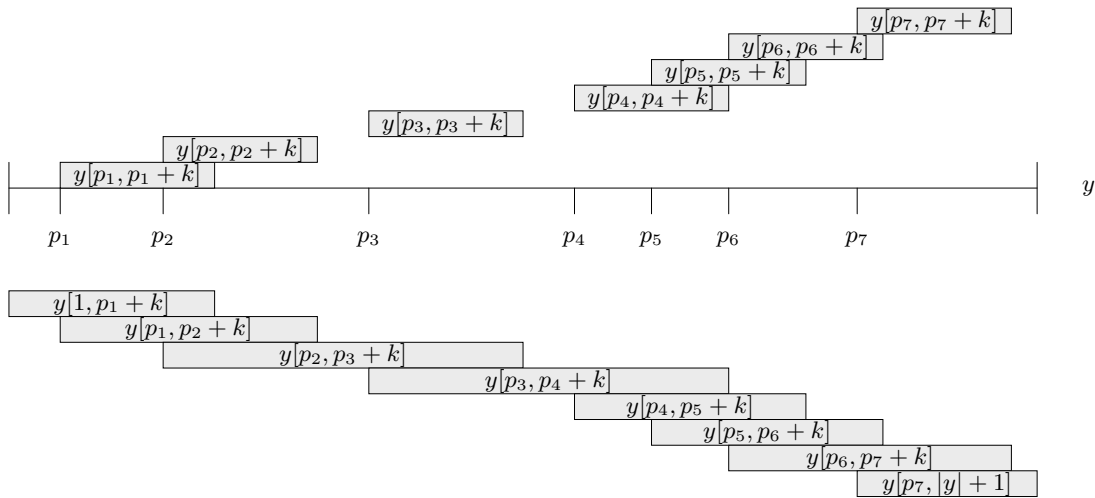 y[p₇, p₇ + k]
y[p₆, p₆ + k]
y[p₅, p₅ + k]
y[p₄, p₄ + k]
y[p₃, p₃ + k]
y[p₂, p₂ + k]
y[p₁, p₁ + k]
y
p₁ p₂ p₃ p₄ p₅ p₆ p₇
y[1, p₁ + k]
y[p₁, p₂ + k]
y[p₂, p₃ + k]
y[p₃, p₄ + k]
y[p₄, p₅ + k]
y[p₅, p₆ + k]
y[p₆, p₇ + k]
y[p₇, |y| + 1]